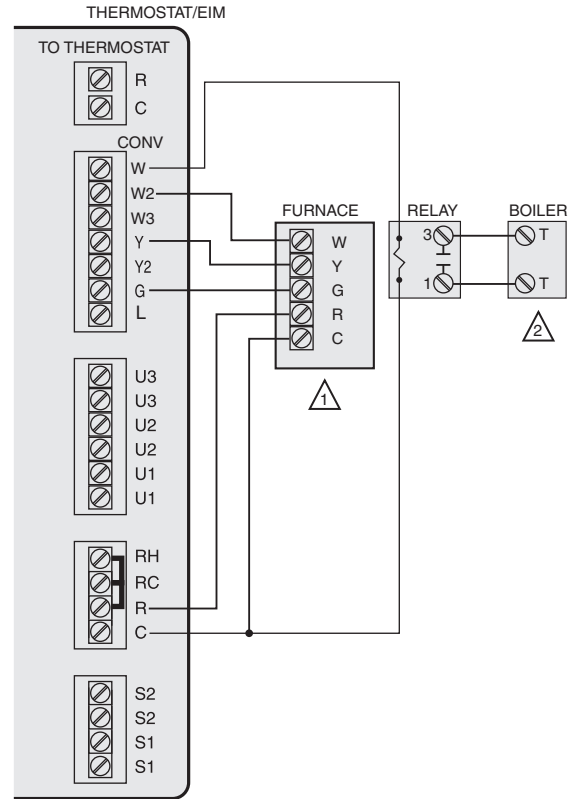 THERMOSTAT/EIM
TO THERMOSTAT
R
C
CONV
W
W2
W3
Y
Y2
G
L
FURNACE
W
Y
G
R
C
1
RELAY
3
1
BOILER
T
T
2
U3
U3
U2
U2
U1
U1
RH
RC
R
C
S2
S2
S1
S1